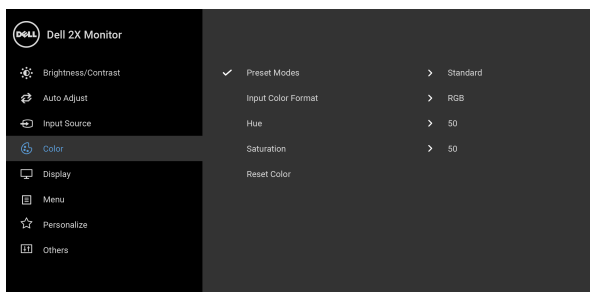 DELL Dell 2X Monitor
Brightness/Contrast
Auto Adjust
Input Source
Color
Display
Menu
Personalize
Others
Preset Modes > Standard
Input Color Format > RGB
Hue > 50
Saturation > 50
Reset Color